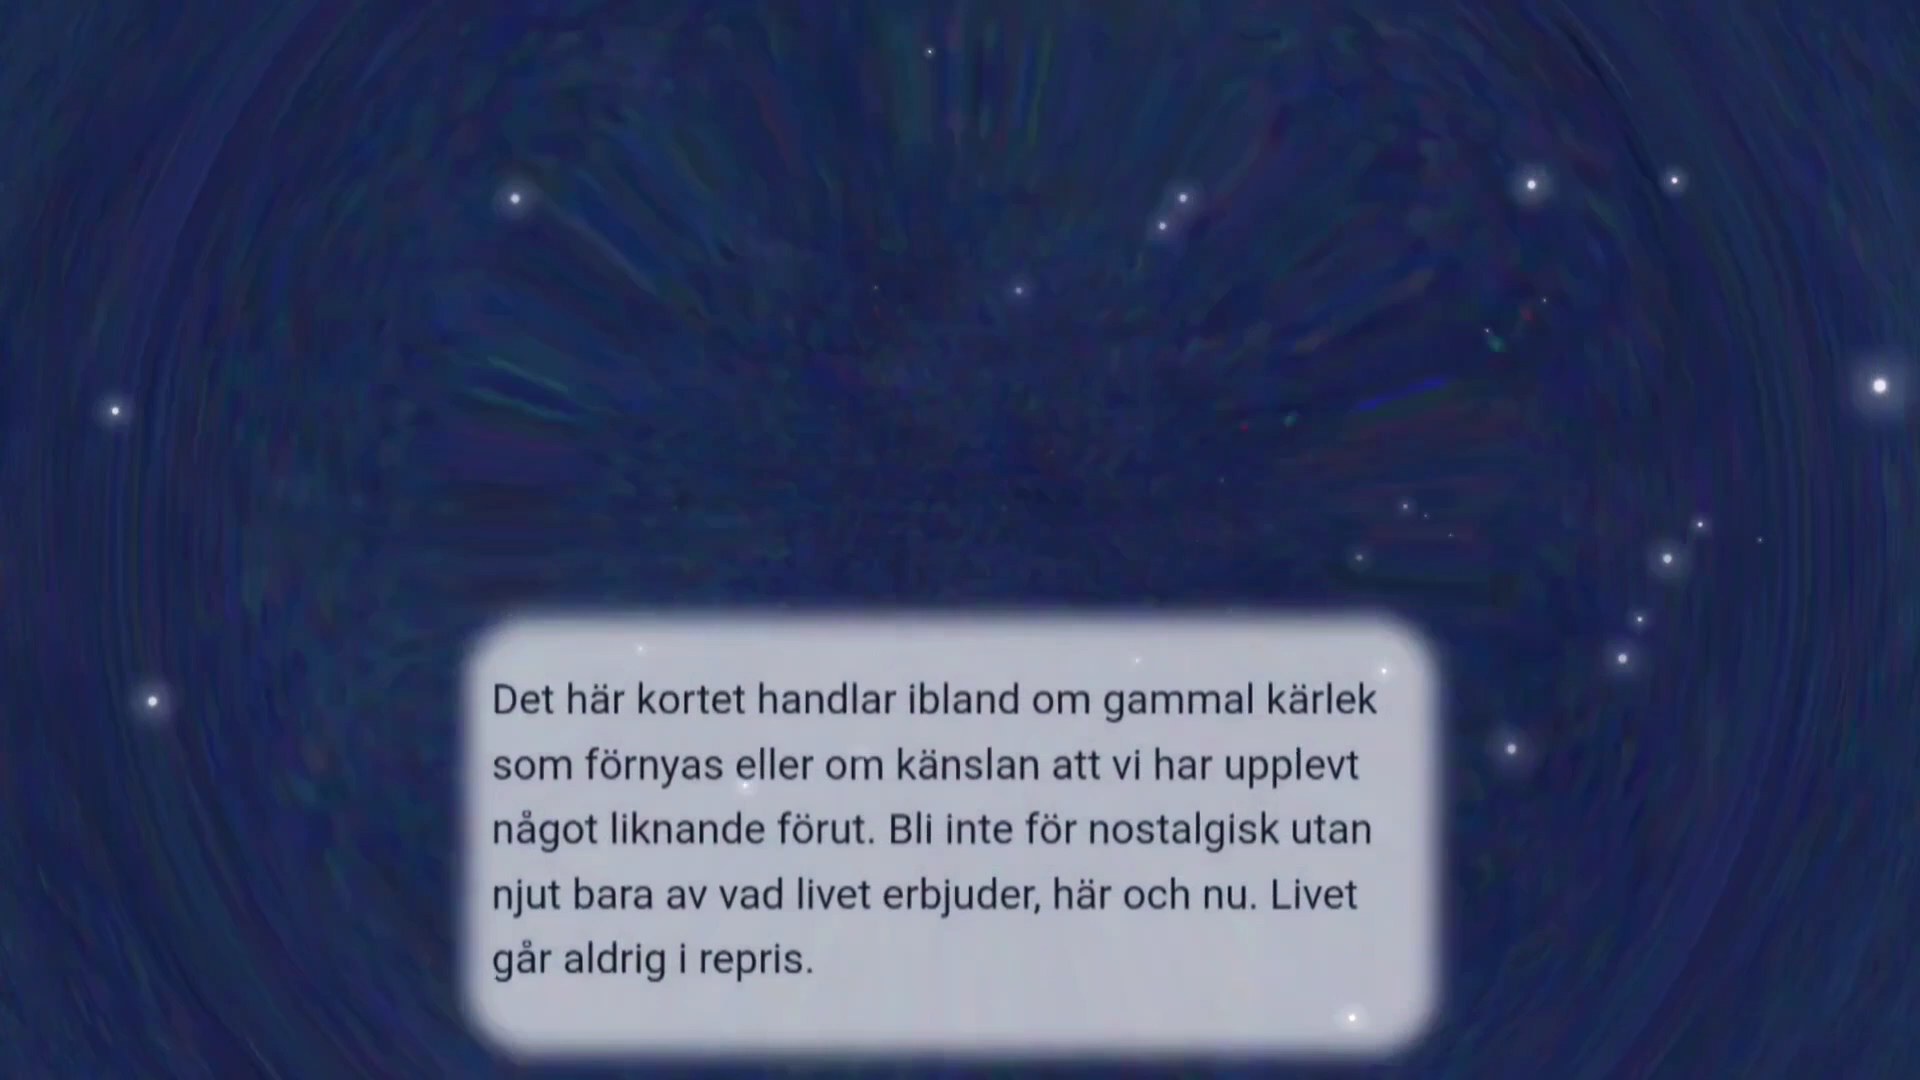 Det här kortet handlar ibland om gammal kärlek
som förnyas eller om känslan att vi har upplevt
något liknande förut. Bli inte för nostalgisk utan
njut bara av vad livet erbjuder, här och nu. Livet
går aldrig i repris.